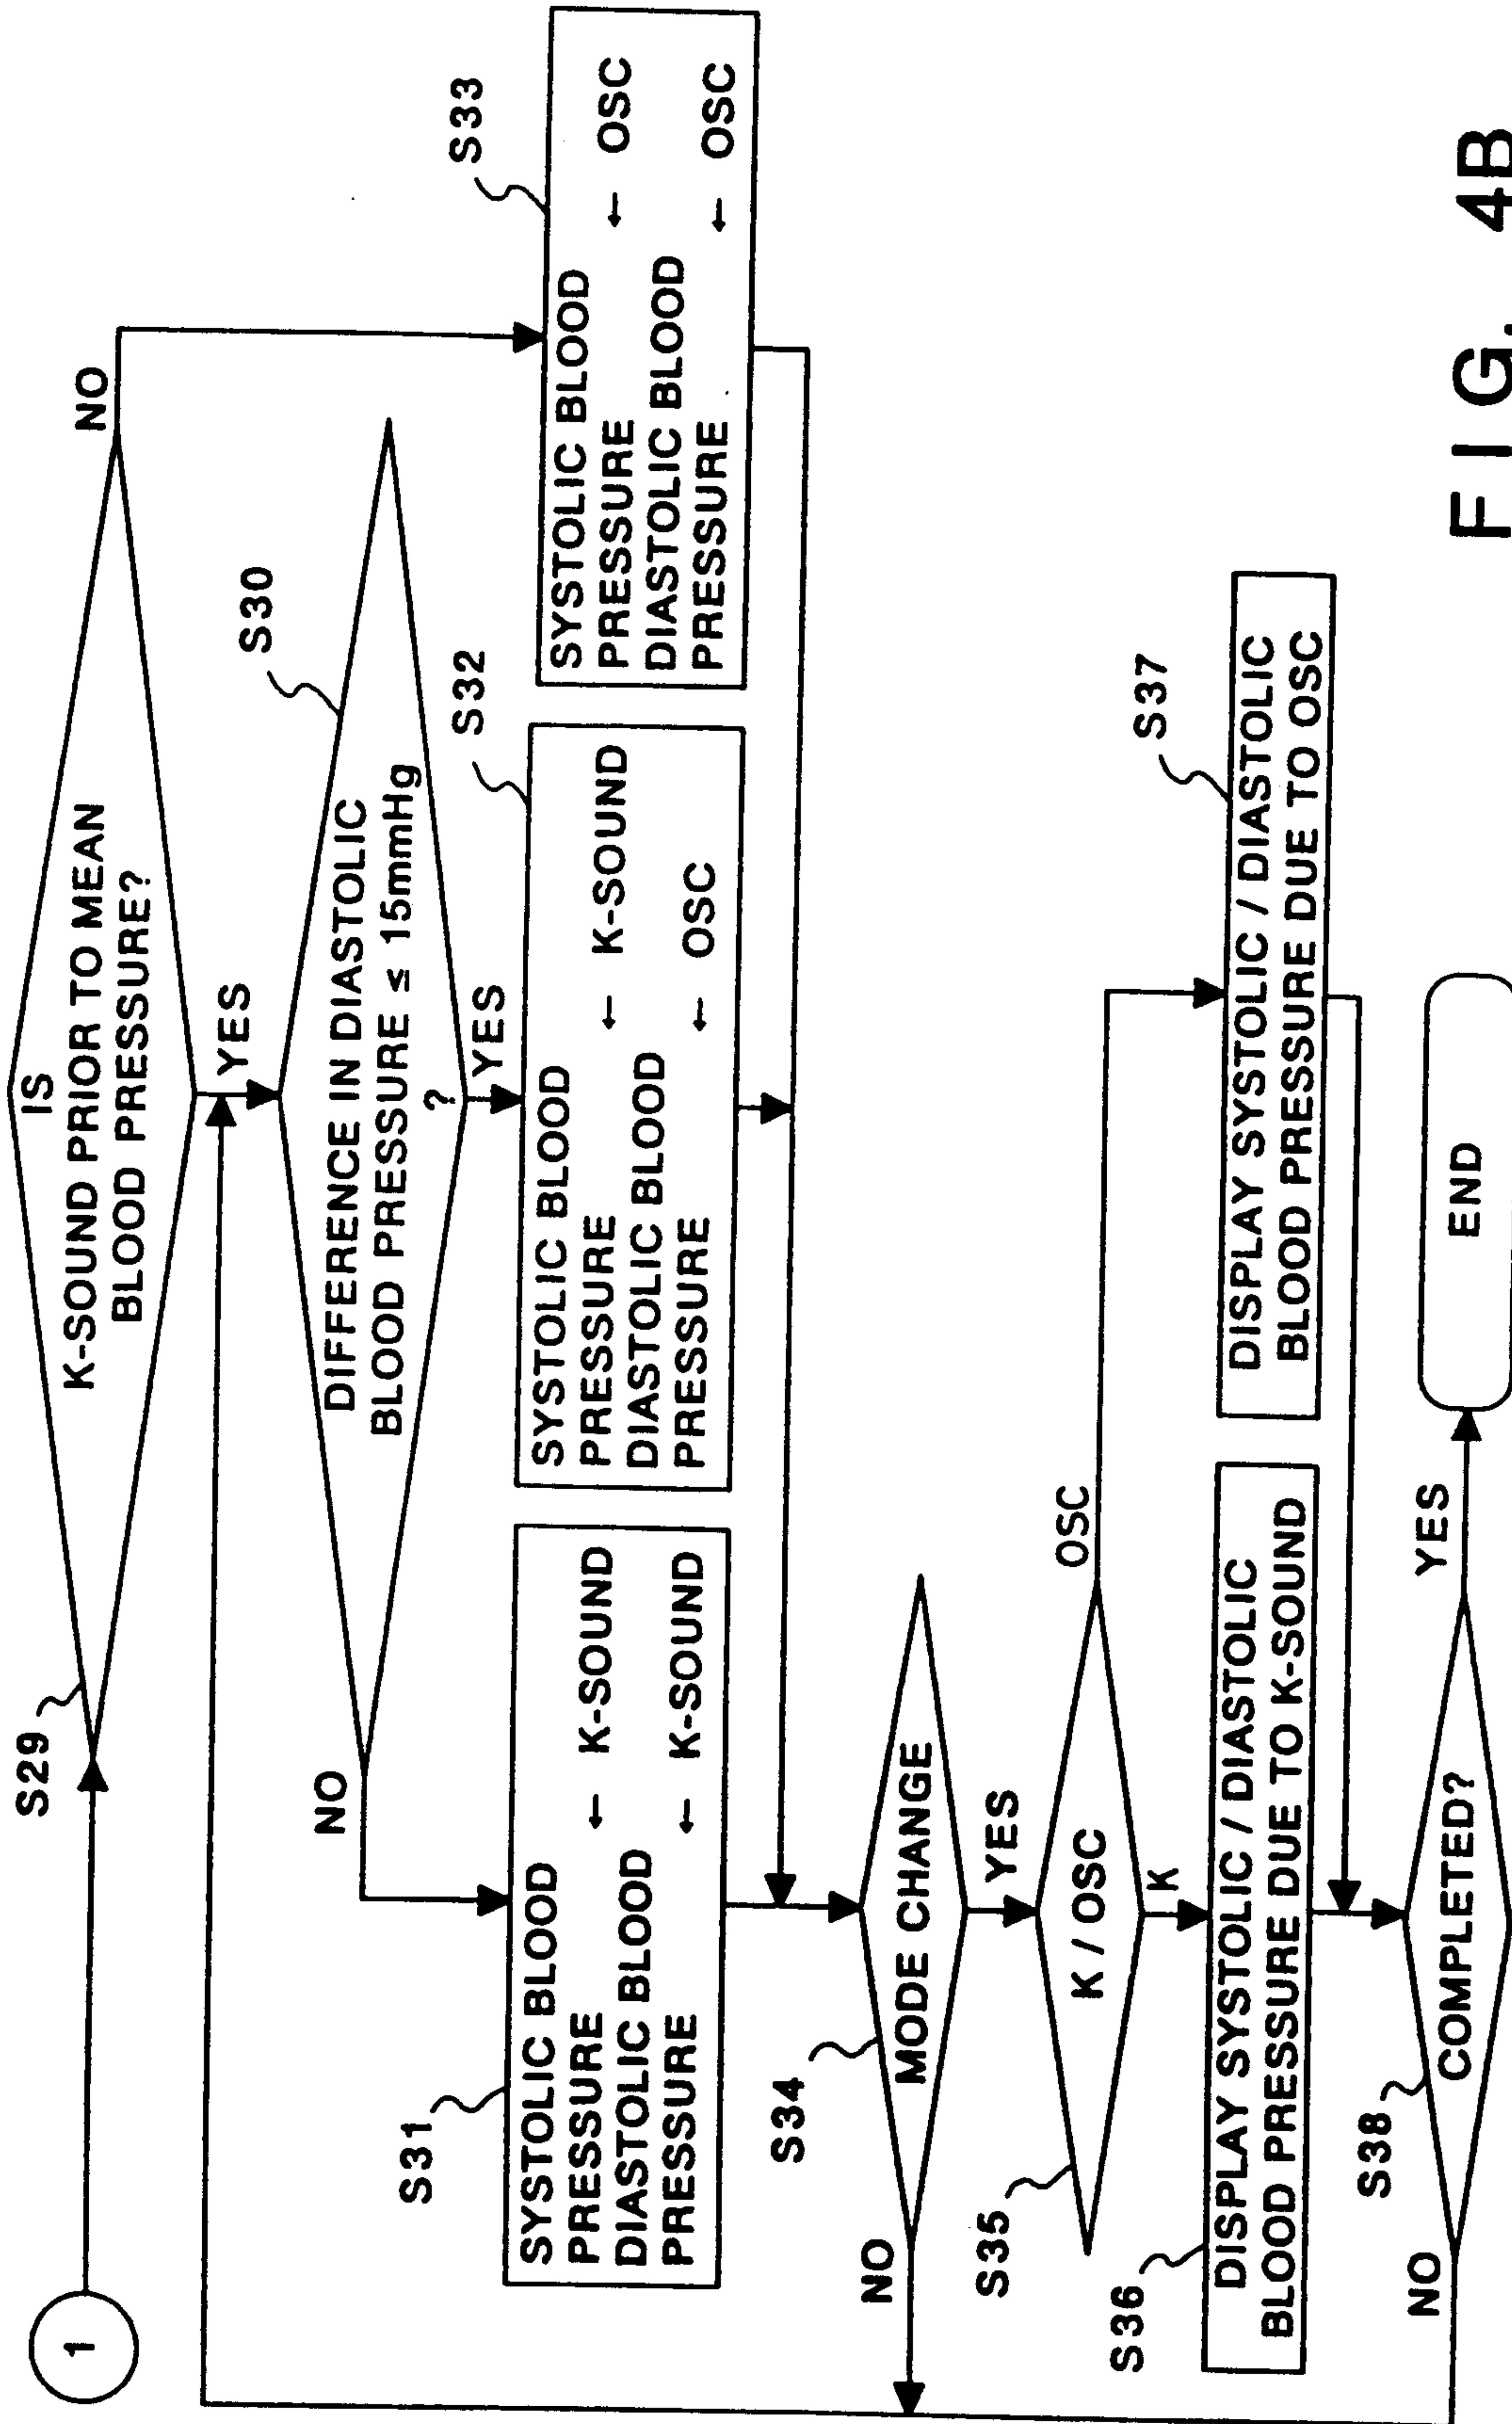 1
S29
IS
K-SOUND PRIOR TO MEAN
BLOOD PRESSURE?
NO
YES
S30
DIFFERENCE IN DIASTOLIC
BLOOD PRESSURE ≤ 15mmHg
?
NO
YES
S31
SYSTOLIC BLOOD
PRESSURE ← K-SOUND
DIASTOLIC BLOOD
PRESSURE ← K-SOUND
S32
SYSTOLIC BLOOD
PRESSURE ← K-SOUND
DIASTOLIC BLOOD
PRESSURE ← OSC
S33
SYSTOLIC BLOOD
PRESSURE ← OSC
DIASTOLIC BLOOD
PRESSURE ← OSC
S34
MODE CHANGE
NO
YES
S35
K / OSC
OSC
K
S36
DISPLAY SYSTOLIC / DIASTOLIC
BLOOD PRESSURE DUE TO K-SOUND
S37
DISPLAY SYSTOLIC / DIASTOLIC
BLOOD PRESSURE DUE TO OSC
S38
COMPLETED?
NO
YES
END
FIG. 4B